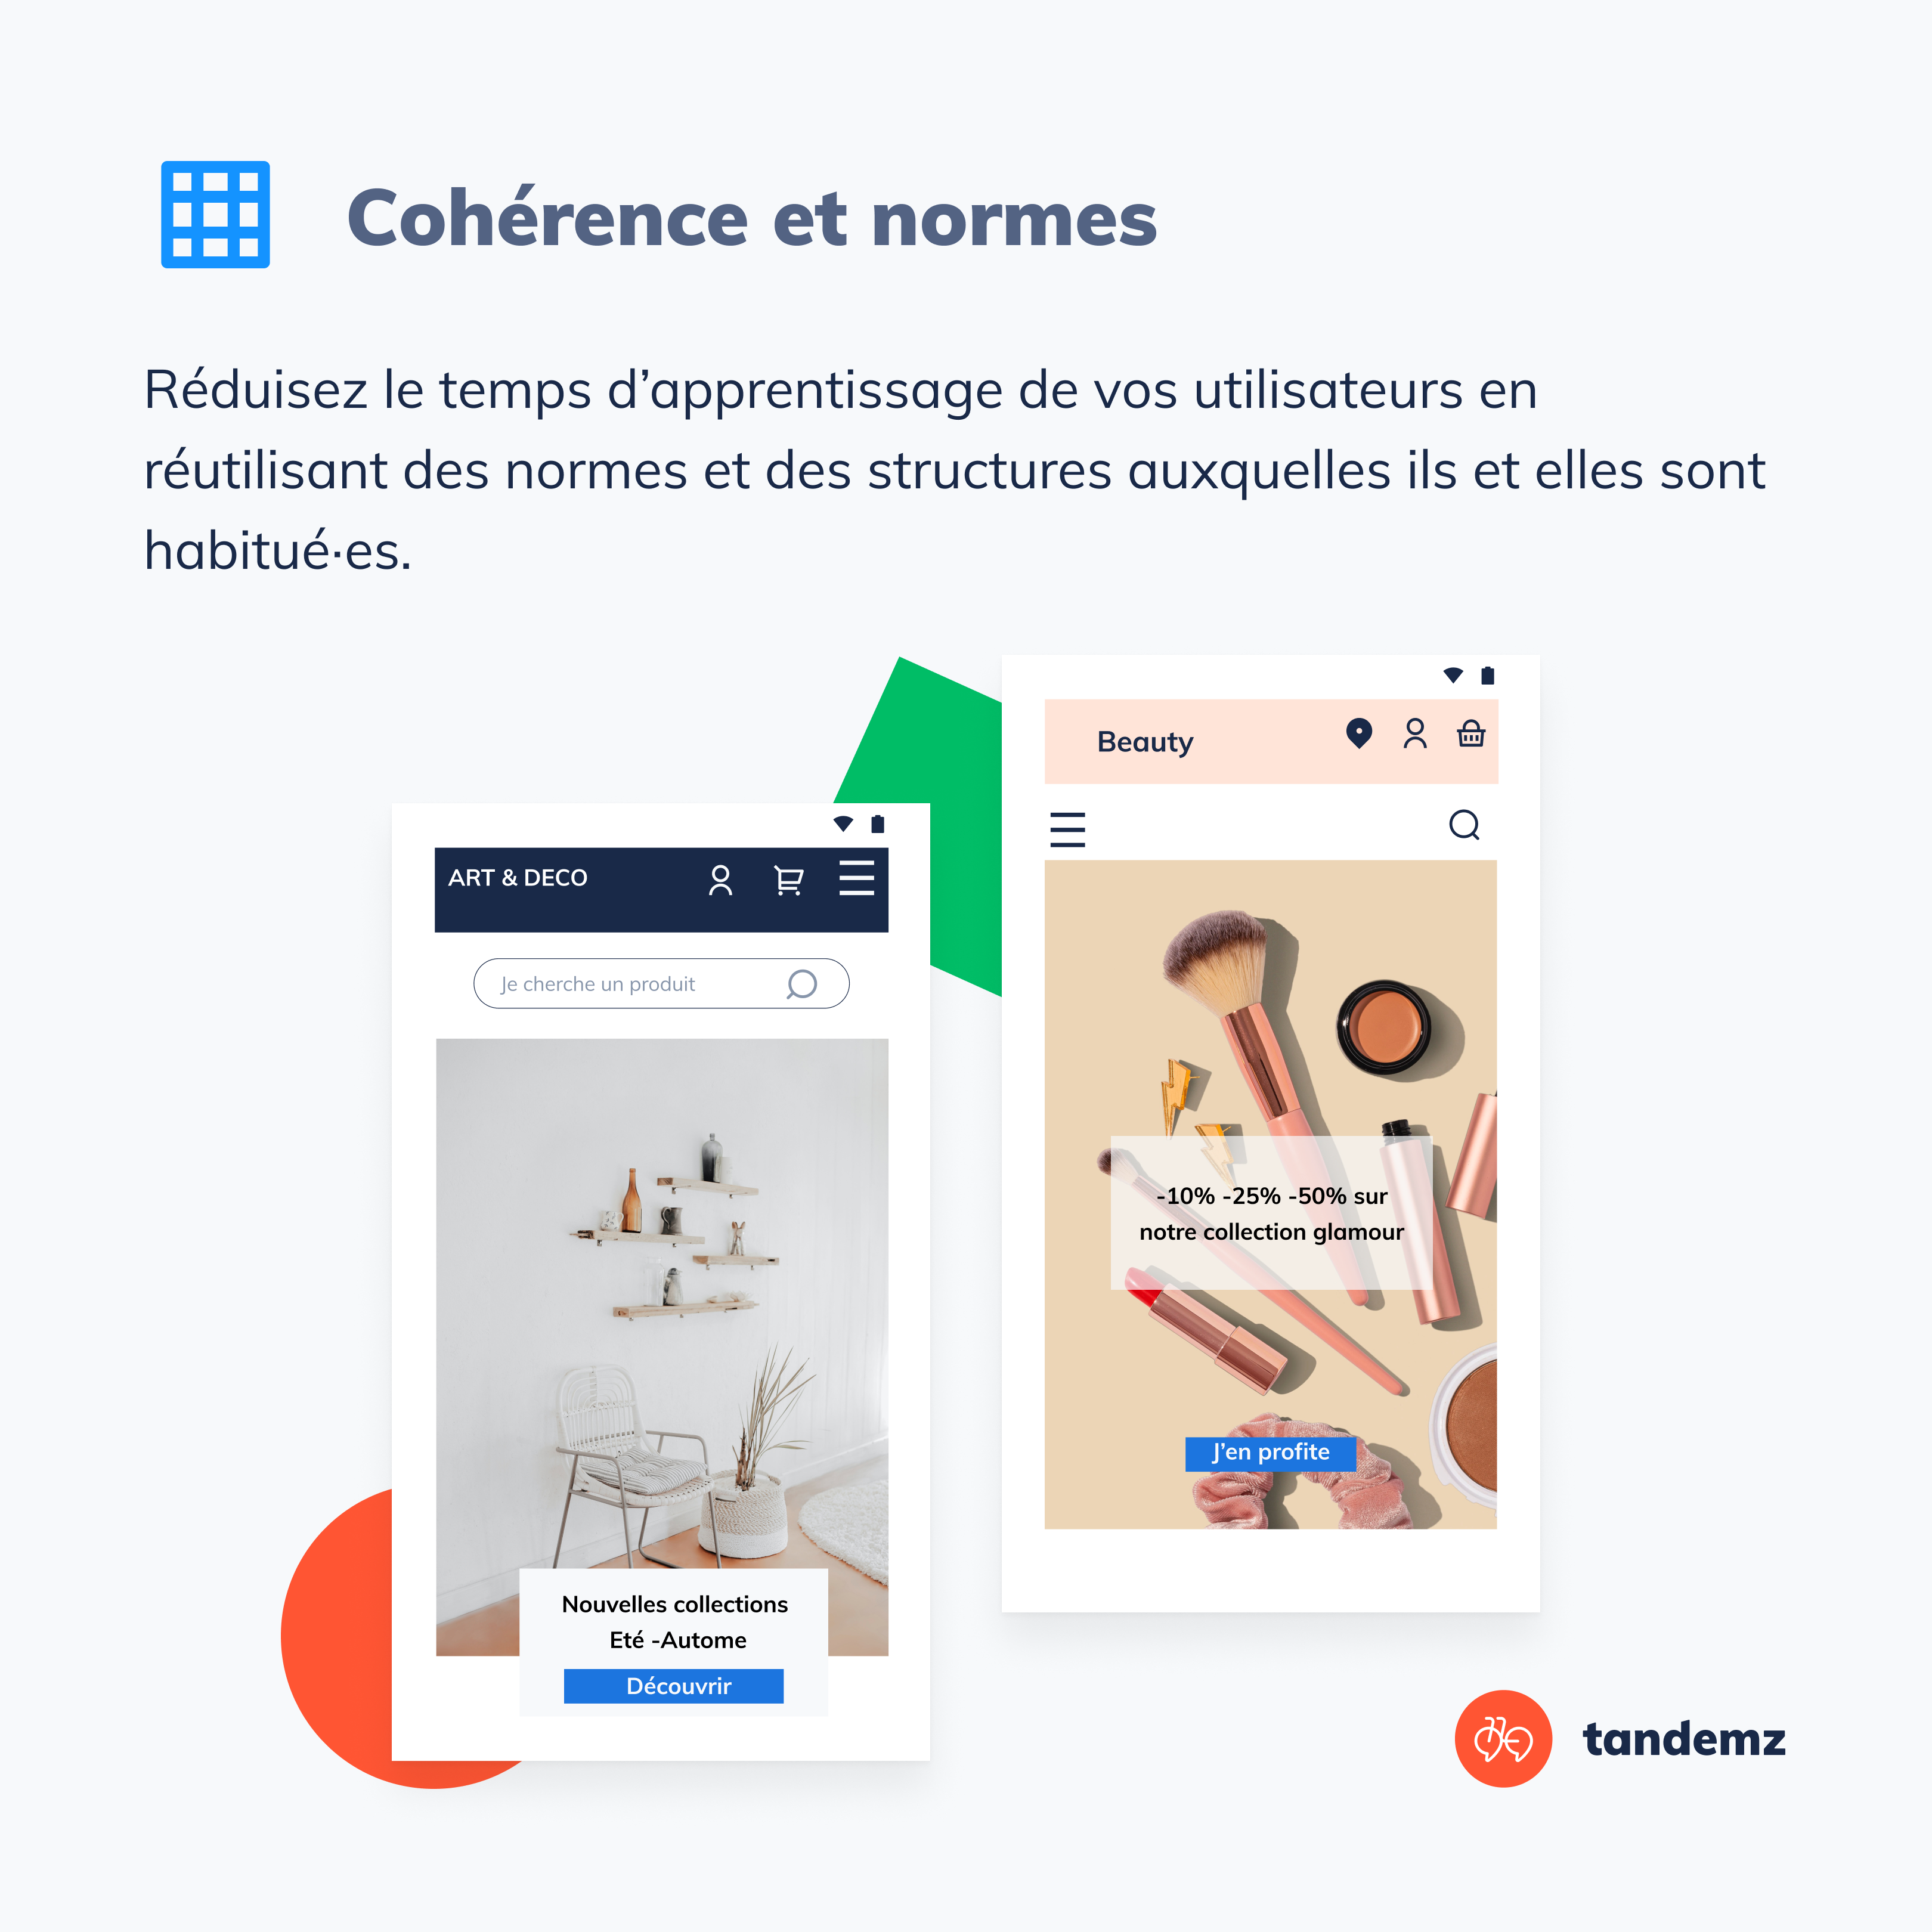 Cohérence et normes
Réduisez le temps d’apprentissage de vos utilisateurs en
réutilisant des normes et des structures auxquelles ils et elles sont
habitué·es.
ART & DECO
Je cherche un produit
Nouvelles collections
Eté -Autome
Découvrir
Beauty
-10% -25% -50% sur
notre collection glamour
J’en profite
tandemz